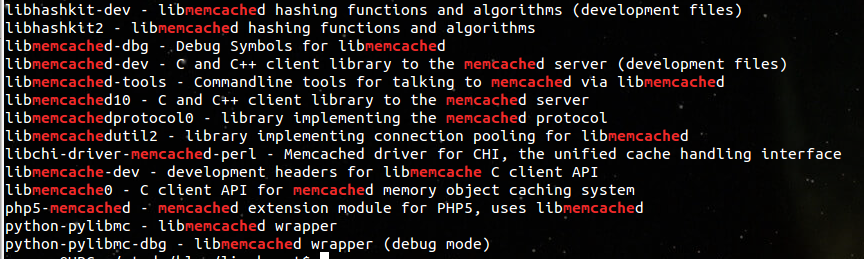 libhashkit-dev - libmemcached hashing functions and algorithms (development files)
libhashkit2 - libmemcached hashing functions and algorithms
libmemcached-dbg - Debug Symbols for libmemcached
libmemcached-dev - C and C++ client library to the memcached server (development files)
libmemcached-tools - Commandline tools for talking to memcached via libmemcached
libmemcached10 - C and C++ client library to the memcached server
libmemcachedprotocol0 - library implementing the memcached protocol
libmemcachedutil2 - library implementing connection pooling for libmemcached
libchi-driver-memcached-perl - Memcached driver for CHI, the unified cache handling interface
libmemcache-dev - development headers for libmemcache C client API
libmemcache0 - C client API for memcached memory object caching system
php5-memcached - memcached extension module for PHP5, uses libmemcached
python-pylibmc - libmemcached wrapper
python-pylibmc-dbg - libmemcached wrapper (debug mode)